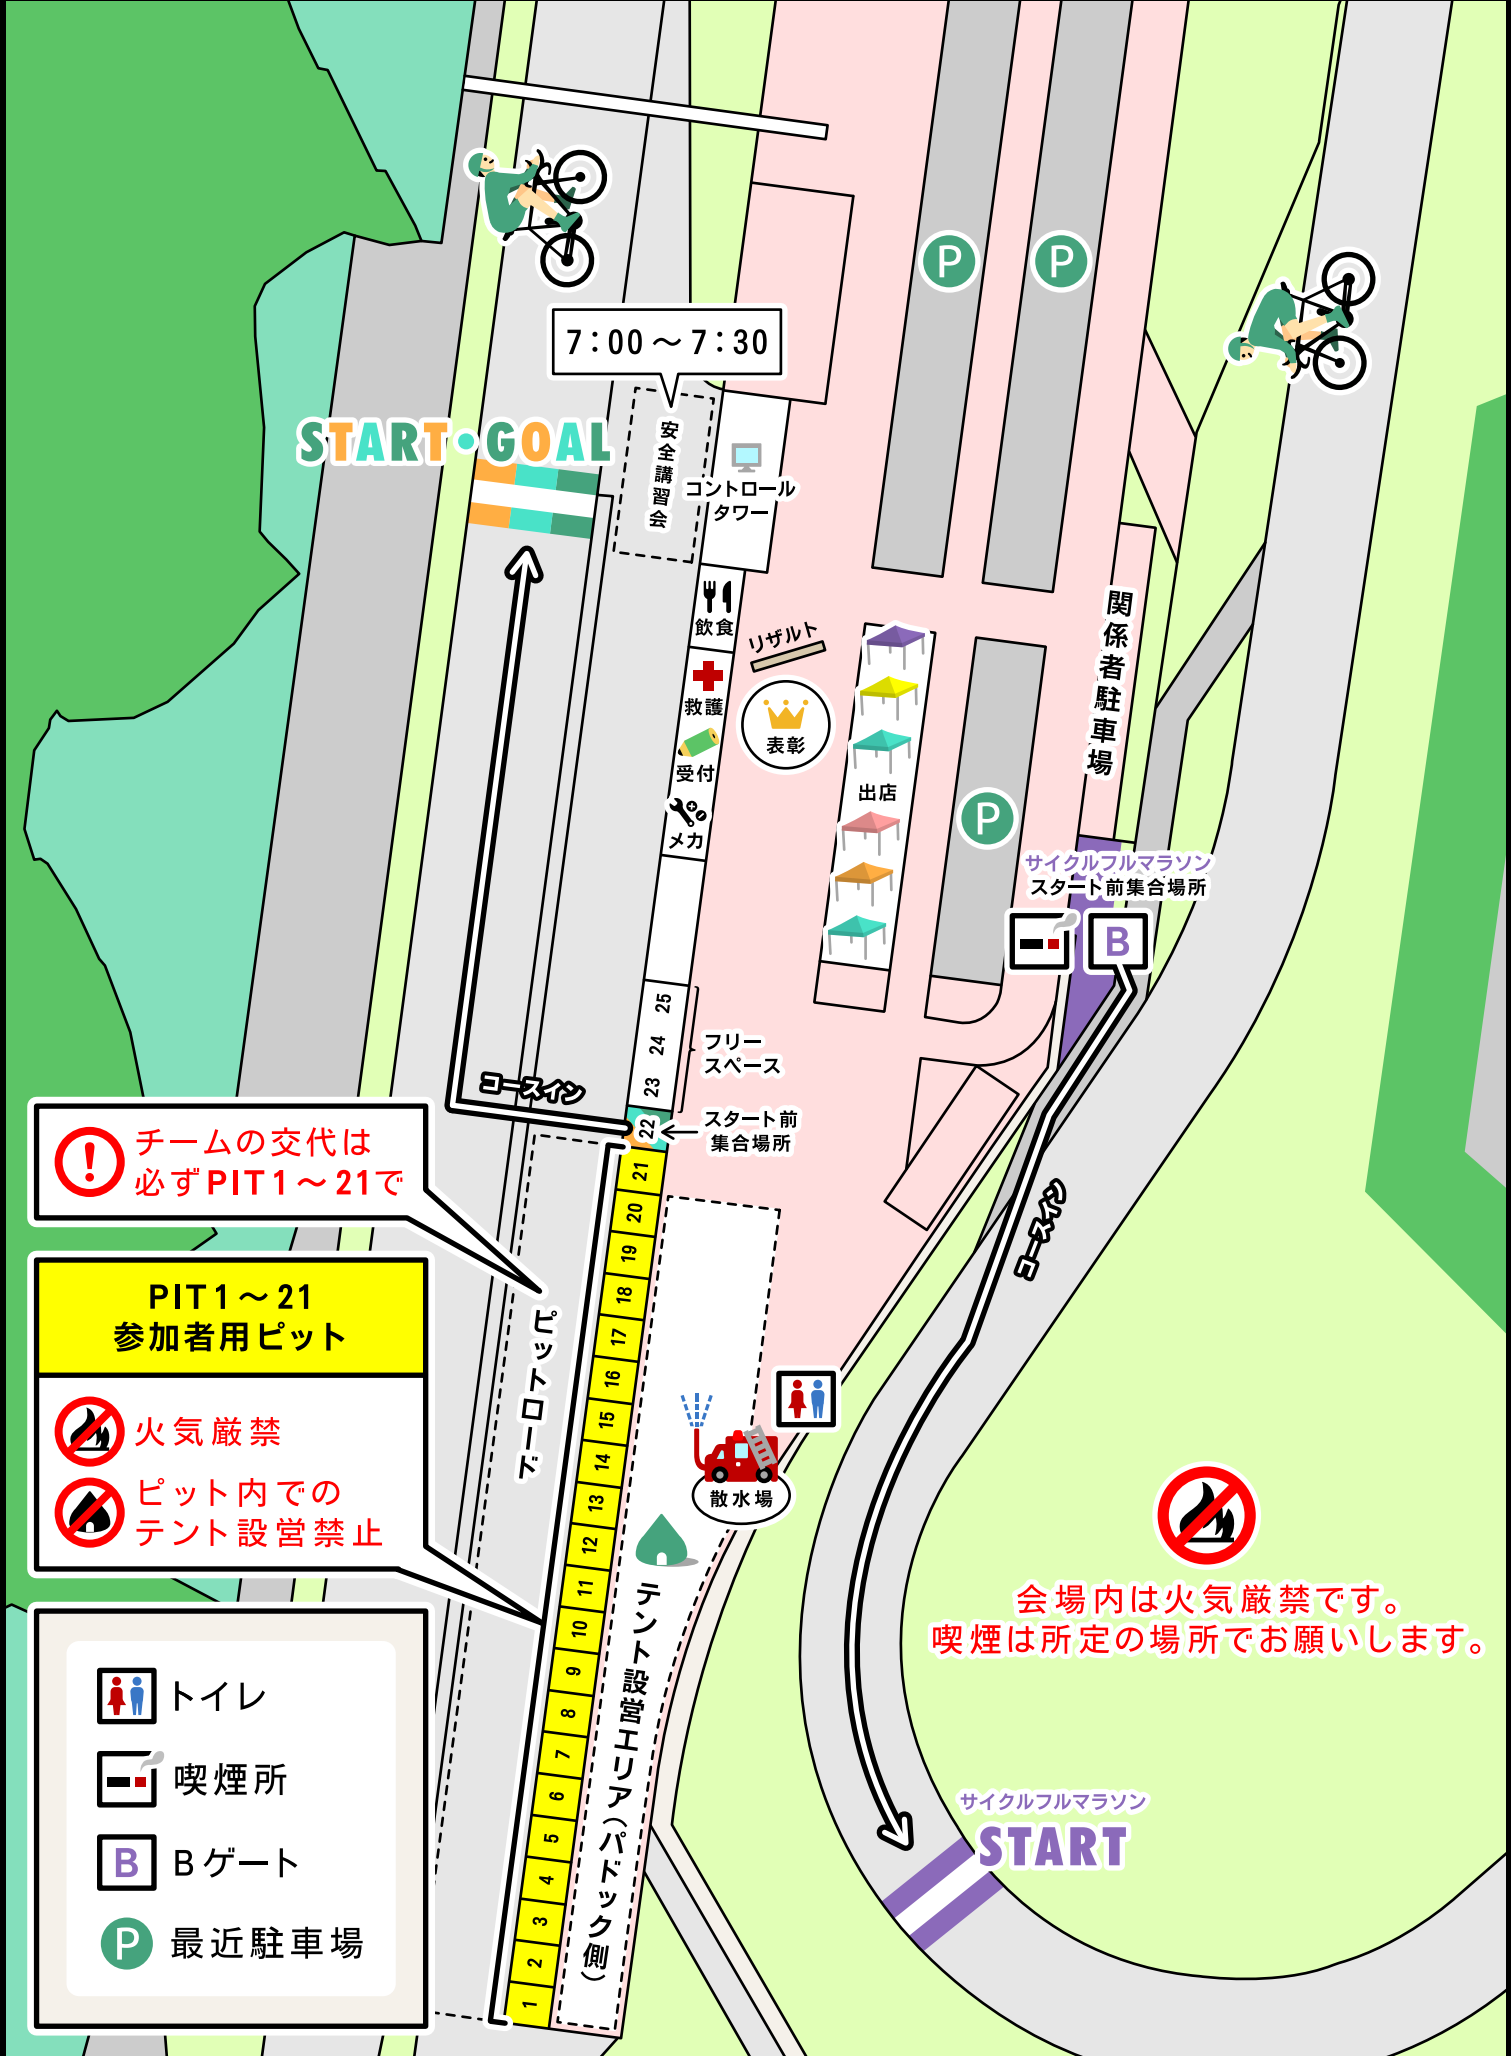 P
P
7:00～7:30
START・GOAL
安全講習会
コントロール
タワー
飲食
リザルト
救護
表彰
受付
メカ
出店
P
関係者駐車場
サイクルフルマラソン
スタート前集合場所
B
25
24
23
フリー
スペース
コースイン
22
スタート前
集合場所
チームの交代は
必ずPIT1～21で
21
20
19
18
17
16
15
14
13
12
11
10
9
8
7
6
5
4
3
2
1
コースイン
ピットロード
PIT1～21
参加者用ピット
火気厳禁
ピット内での
テント設営禁止
散水場
テント設営エリア（パドック側）
会場内は火気厳禁です。
喫煙は所定の場所でお願いします。
サイクルフルマラソン
START
トイレ
喫煙所
B
Bゲート
P
最近駐車場